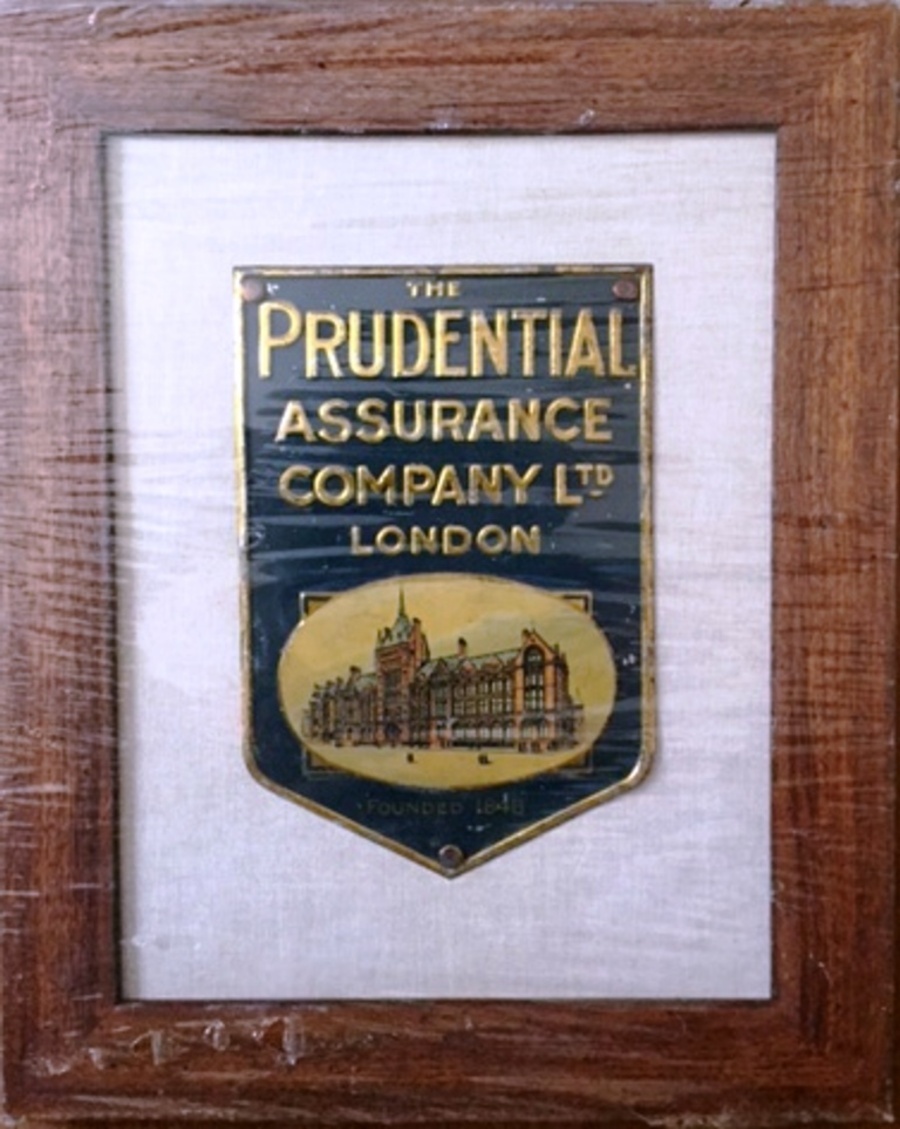 THE
PRUDENTIAL
ASSURANCE
COMPANY LTD
LONDON
FOUNDED 1848